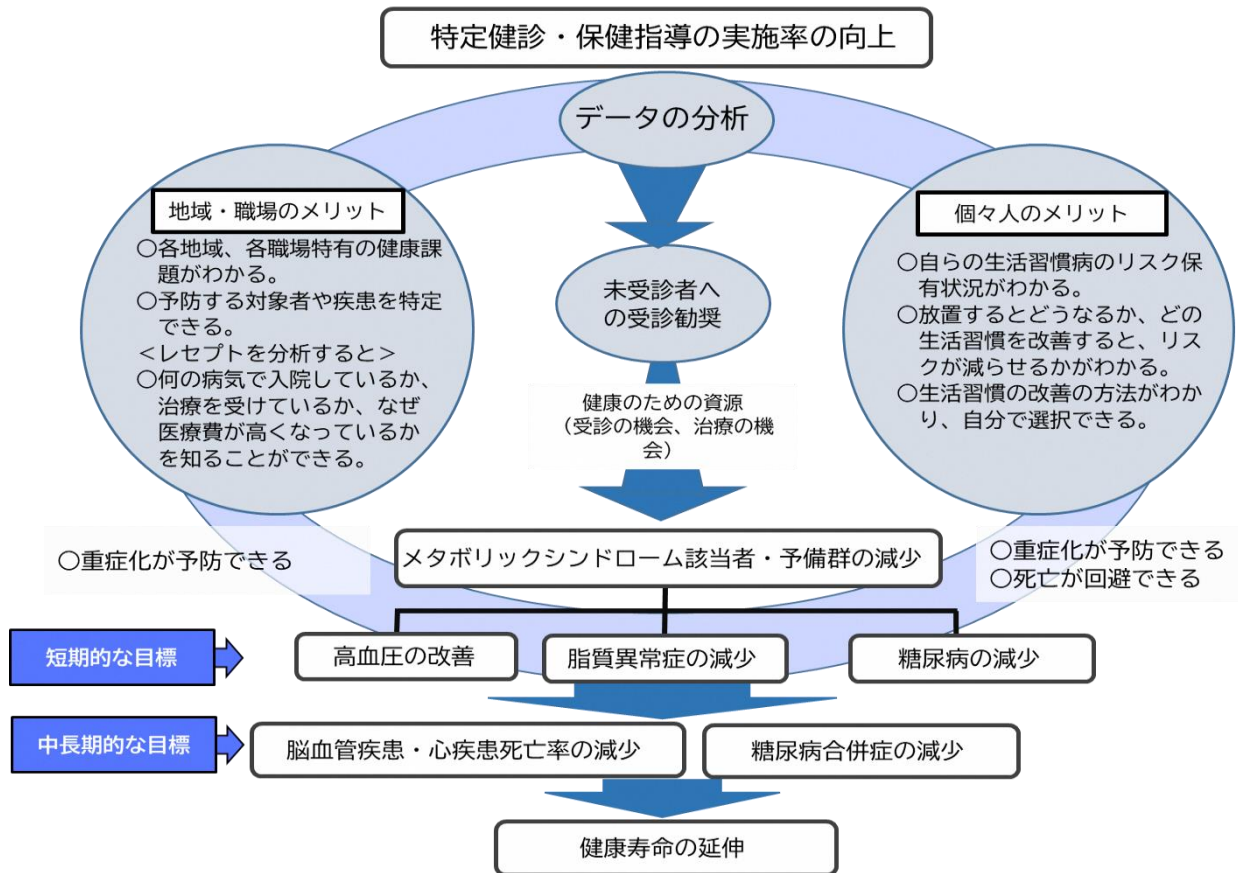 特定健診・保健指導の実施率の向上
データの分析
地域・職場のメリット
〇各地域、各職場特有の健康課
題がわかる。
〇予防する対象者や疾患を特定
できる。
＜レセプトを分析すると＞
〇何の病気で入院しているか、
治療を受けているか、なぜ
医療費が高くなっているか
を知ることができる。
未受診者へ
の受診勧奨
健康のための資源
（受診の機会、治療の機
会）
個々人のメリット
〇自らの生活習慣病のリスク保
有状況がわかる。
〇放置するとどうなるか、どの
生活習慣を改善すると、リス
クが減らせるかがわかる。
〇生活習慣の改善の方法がわか
り、自分で選択できる。
〇重症化が予防できる
メタボリックシンドローム該当者・予備群の減少
〇重症化が予防できる
〇死亡が回避できる
短期的な目標
高血圧の改善
脂質異常症の減少
糖尿病の減少
中長期的な目標
脳血管疾患・心疾患死亡率の減少
糖尿病合併症の減少
健康寿命の延伸